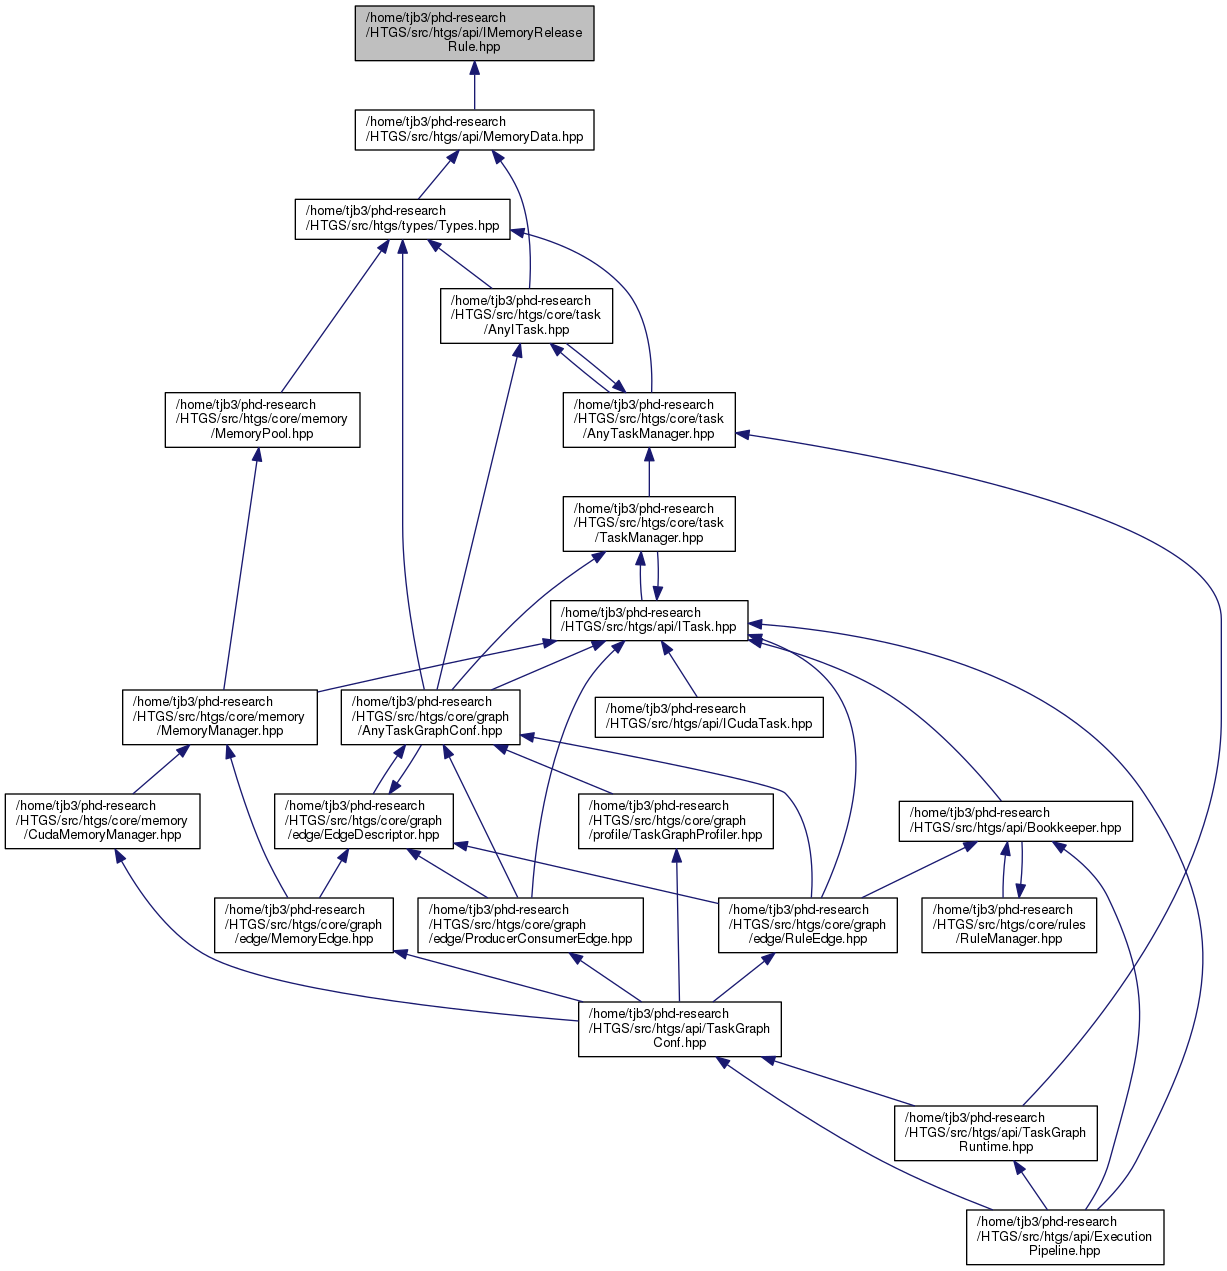 /home/tjb3/phd-research
/HTGS/src/htgs/api/IMemoryRelease
Rule.hpp
/home/tjb3/phd-research
/HTGS/src/htgs/api/MemoryData.hpp
/home/tjb3/phd-research
/HTGS/src/htgs/types/Types.hpp
/home/tjb3/phd-research
/HTGS/src/htgs/core/task
/AnyITask.hpp
/home/tjb3/phd-research
/HTGS/src/htgs/core/memory
/MemoryPool.hpp
/home/tjb3/phd-research
/HTGS/src/htgs/core/task
/AnyTaskManager.hpp
/home/tjb3/phd-research
/HTGS/src/htgs/core/task
/TaskManager.hpp
/home/tjb3/phd-research
/HTGS/src/htgs/api/ITask.hpp
/home/tjb3/phd-research
/HTGS/src/htgs/core/memory
/MemoryManager.hpp
/home/tjb3/phd-research
/HTGS/src/htgs/core/graph
/AnyTaskGraphConf.hpp
/home/tjb3/phd-research
/HTGS/src/htgs/api/ICudaTask.hpp
/home/tjb3/phd-research
/HTGS/src/htgs/core/memory
/CudaMemoryManager.hpp
/home/tjb3/phd-research
/HTGS/src/htgs/core/graph
/edge/EdgeDescriptor.hpp
/home/tjb3/phd-research
/HTGS/src/htgs/core/graph
/profile/TaskGraphProfiler.hpp
/home/tjb3/phd-research
/HTGS/src/htgs/api/Bookkeeper.hpp
/home/tjb3/phd-research
/HTGS/src/htgs/core/graph
/edge/MemoryEdge.hpp
/home/tjb3/phd-research
/HTGS/src/htgs/core/graph
/edge/ProducerConsumerEdge.hpp
/home/tjb3/phd-research
/HTGS/src/htgs/core/graph
/edge/RuleEdge.hpp
/home/tjb3/phd-research
/HTGS/src/htgs/core/rules
/RuleManager.hpp
/home/tjb3/phd-research
/HTGS/src/htgs/api/TaskGraph
Conf.hpp
/home/tjb3/phd-research
/HTGS/src/htgs/api/TaskGraph
Runtime.hpp
/home/tjb3/phd-research
/HTGS/src/htgs/api/Execution
Pipeline.hpp